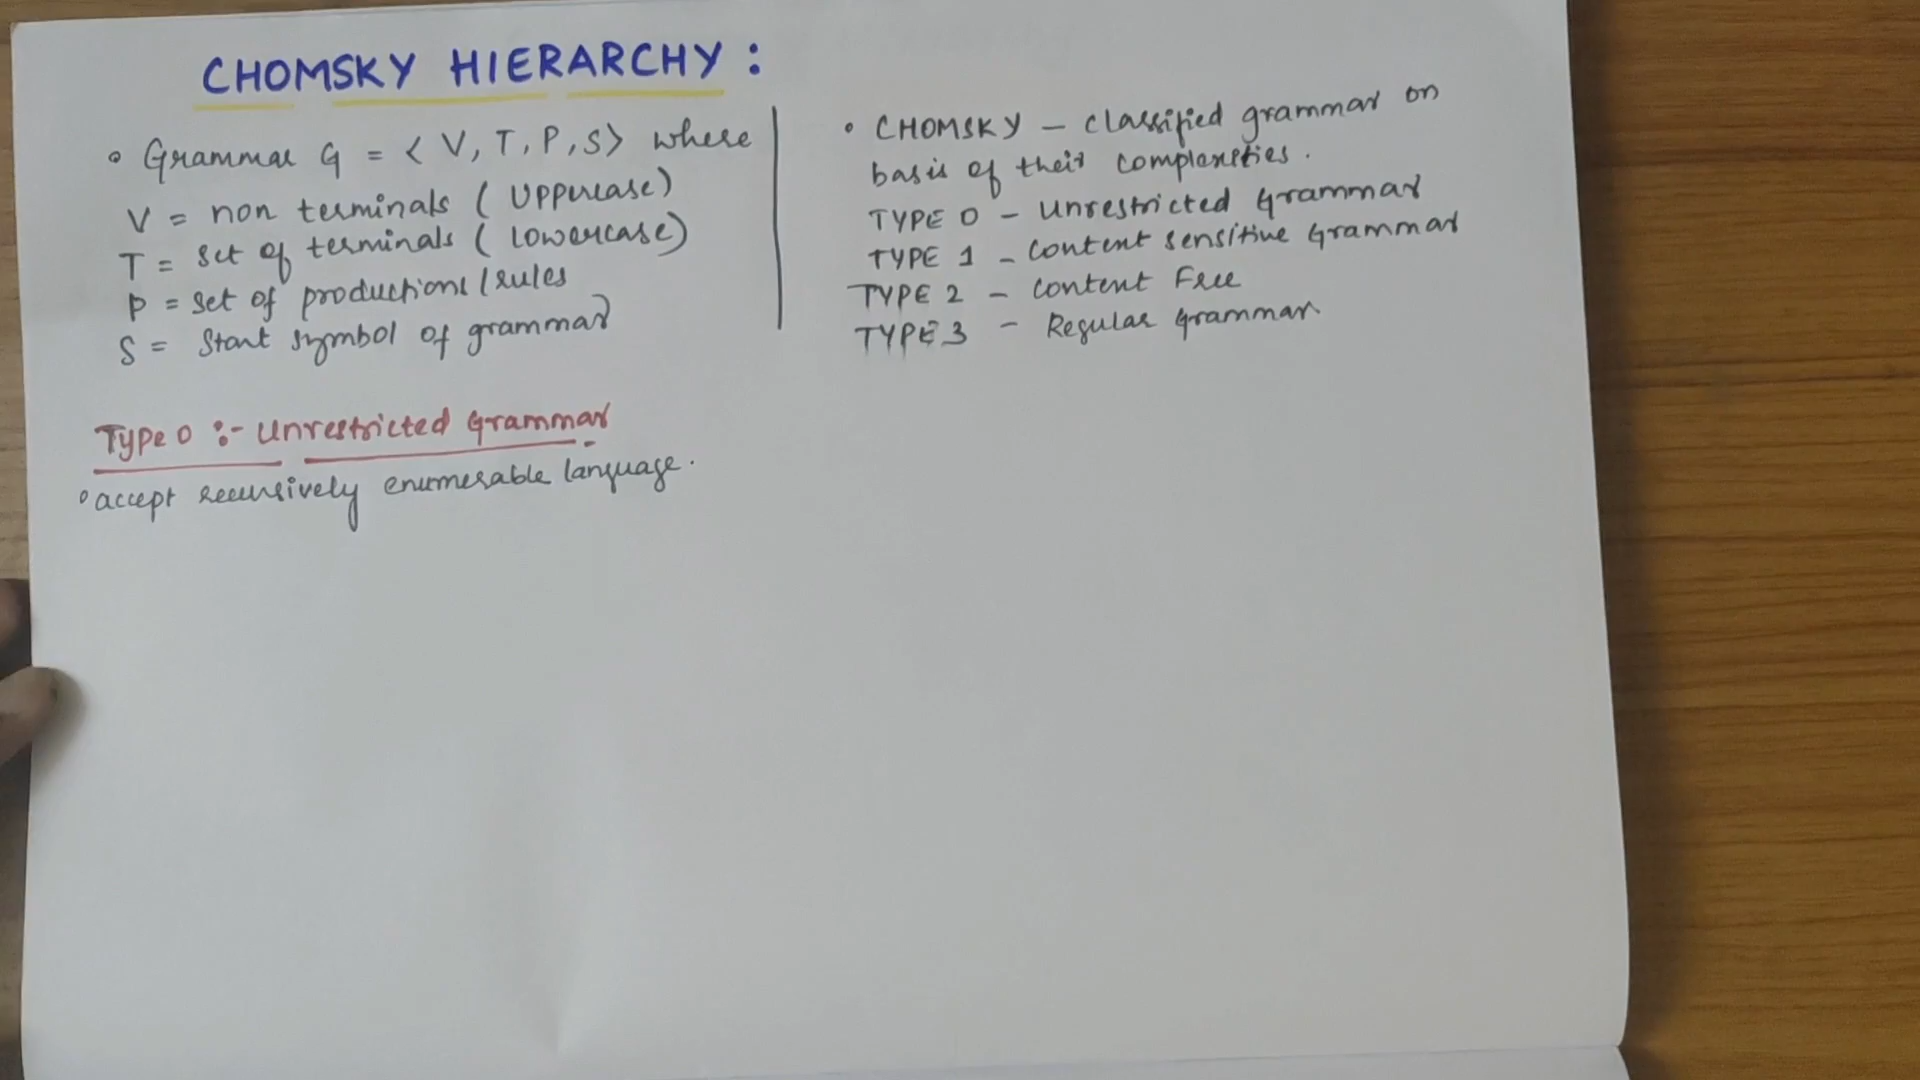 CHOMSKY HIERARCHY :
• Grammar G = < V, T, P, S> where
V = non terminals ( Uppercase)
T = set of terminals ( lowercase)
P = set of productions/rules
S = Start symbol of grammar
• CHOMSKY - classified grammar on
basis of their complexities.
TYPE 0 - Unrestricted Grammar
TYPE 1 - Content sensitive Grammar
TYPE 2 - Content Free
TYPE 3 - Regular Grammar
Type 0 :- Unrestricted Grammar
• accept recursively enumerable language.